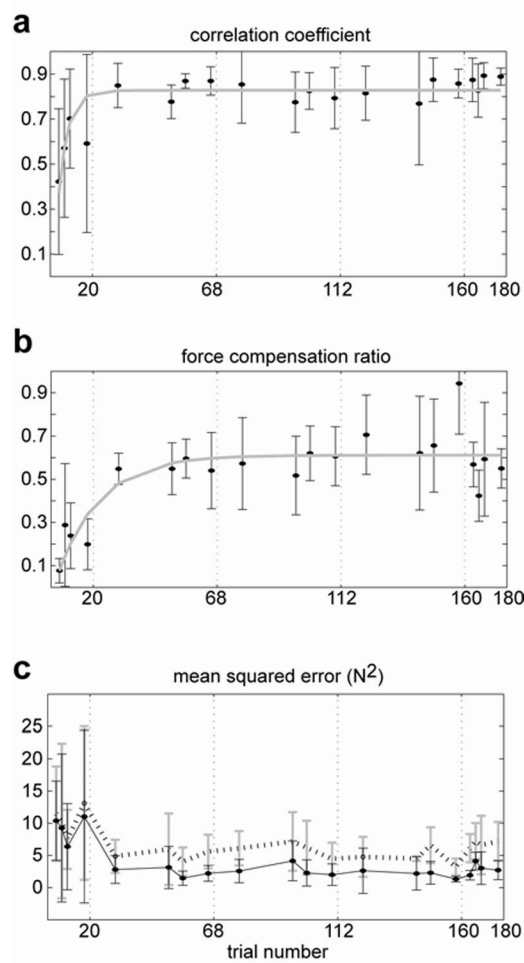 a
correlation coefficient
0.9
0.7
0.5
0.3
0.1
20 68 112 160 180
b
force compensation ratio
0.9
0.7
0.5
0.3
0.1
20 68 112 160 180
c
mean squared error (N²)
25
20
15
10
5
0
20 68 112 160 180
trial number